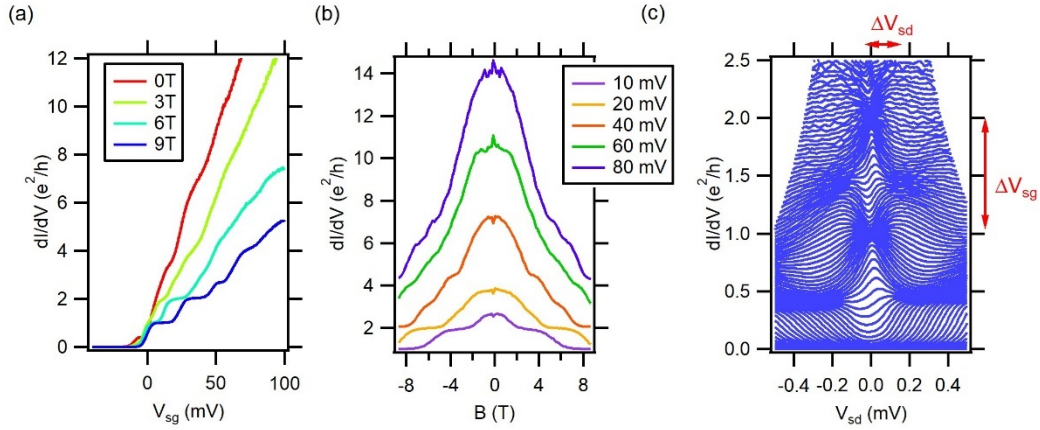 (a)
dI/dV (e²/h)
12
10
8
6
4
2
0
0T
3T
6T
9T
0
50
100
V_sg (mV)
(b)
dI/dV (e²/h)
14
12
10
8
6
4
2
10 mV
20 mV
40 mV
60 mV
80 mV
-8
-4
0
4
8
B (T)
(c)
ΔV_sd
dI/dV (e²/h)
2.5
2.0
1.5
1.0
0.5
0.0
ΔV_sg
-0.4
-0.2
0.0
0.2
0.4
V_sd (mV)